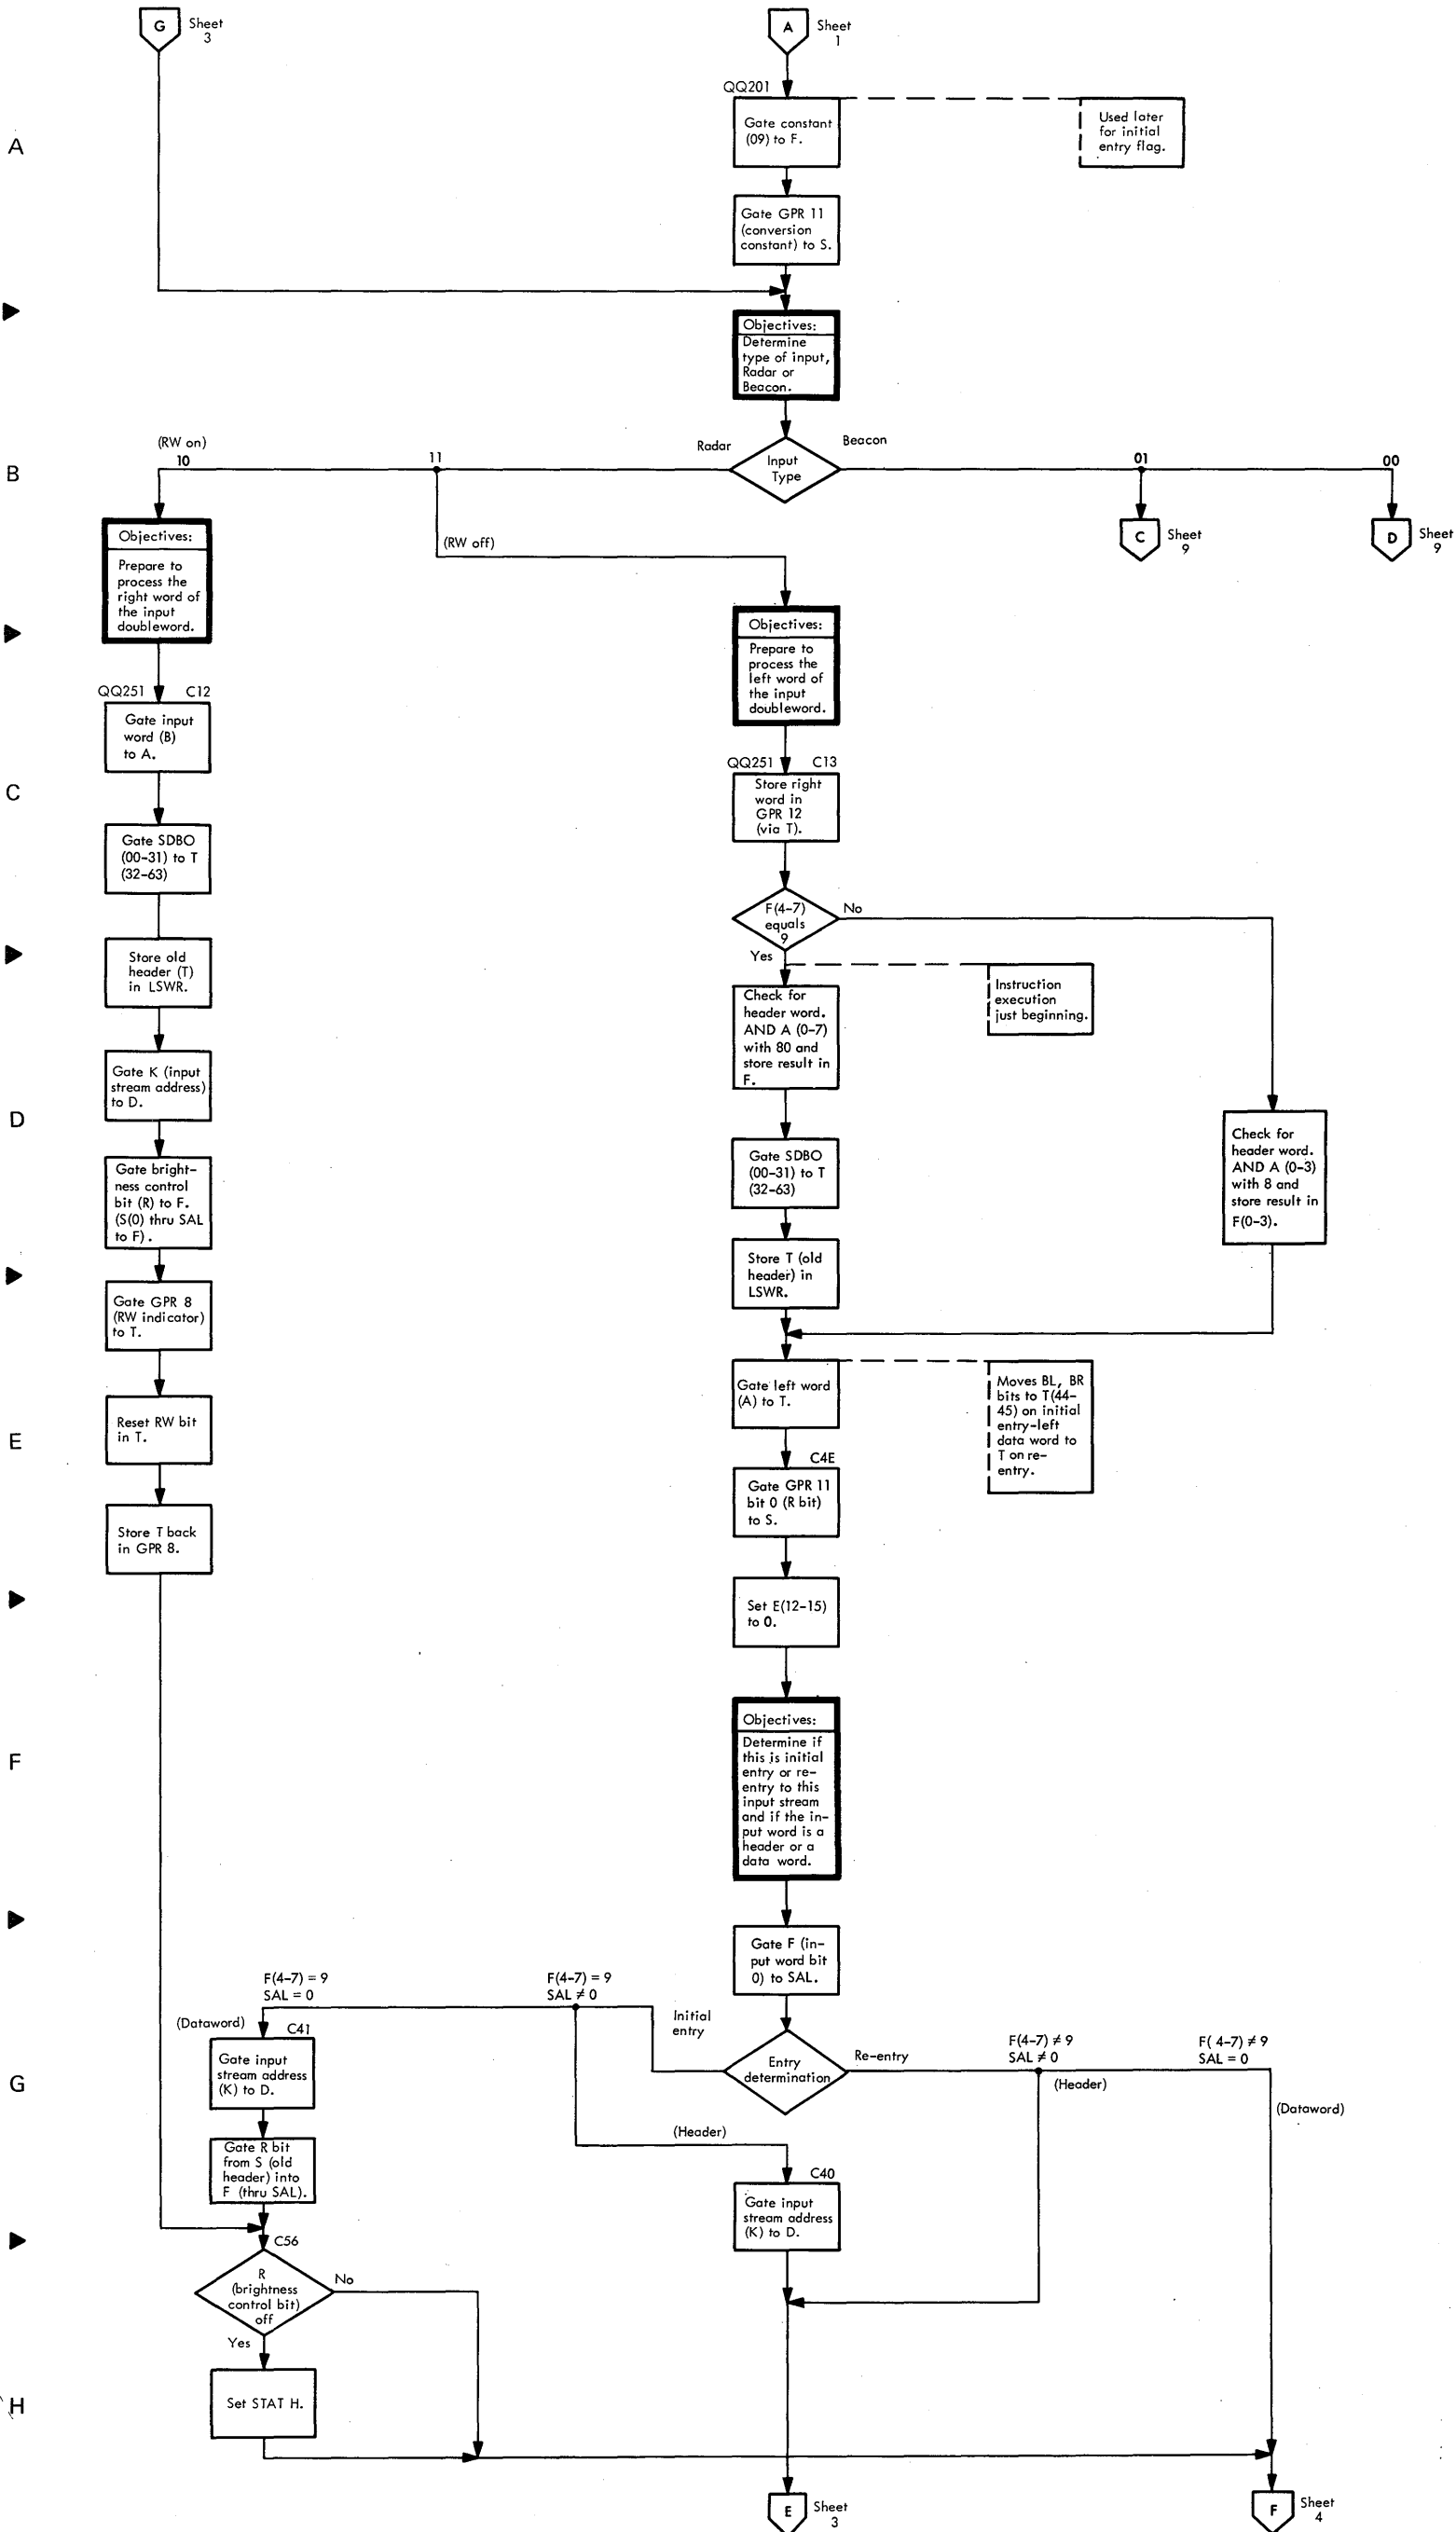 G
Sheet
3
A
Sheet
1
QQ201
Gate constant
(09) to F.
Used later
for initial
entry flag.
A
Gate GPR 11
(conversion
constant) to S.
Objectives:
Determine
type of input,
Radar or
Beacon.
B
(RW on)
10
11
Radar
Input
Type
Beacon
01
00
C
Sheet
9
D
Sheet
9
Objectives:
Prepare to
process the
right word of
the input
doubleword.
(RW off)
Objectives:
Prepare to
process the
left word of
the input
doubleword.
QQ251
C12
Gate input
word (B)
to A.
QQ251
C13
Store right
word in
GPR 12
(via T).
C
Gate SDBO
(00-31) to T
(32-63)
F(4-7)
equals
9
No
Yes
Store old
header (T)
in LSWR.
Instruction
execution
just beginning.
Check for
header word.
AND A (0-7)
with 80 and
store result in
F.
D
Gate K (input
stream address)
to D.
Gate SDBO
(00-31) to T
(32-63)
Check for
header word.
AND A (0-3)
with 8 and
store result in
F(0-3).
Gate bright-
ness control
bit (R) to F.
(S(0) thru SAL
to F).
Store T (old
header) in
LSWR.
Gate GPR 8
(RW indicator)
to T.
Gate left word
(A) to T.
Moves BL, BR
bits to T(44-
45) on initial
entry-left
data word to
T on re-
entry.
E
Reset RW bit
in T.
C4E
Gate GPR 11
bit 0 (R bit)
to S.
Store T back
in GPR 8.
Set E(12-15)
to 0.
F
Objectives:
Determine if
this is initial
entry or re-
entry to this
input stream
and if the in-
put word is a
header or a
data word.
Gate F (in-
put word bit
0) to SAL.
F(4-7) = 9
SAL = 0
F(4-7) = 9
SAL ≠ 0
Initial
entry
Entry
determination
Re-entry
F(4-7) ≠ 9
SAL ≠ 0
F( 4-7) ≠ 9
SAL = 0
G
(Dataword)
C41
Gate input
stream address
(K) to D.
(Header)
(Dataword)
(Header)
Gate R bit
from S (old
header) into
F (thru SAL).
C40
Gate input
stream address
(K) to D.
C56
R
(brightness
control bit)
off
No
Yes
H
Set STAT H.
E
Sheet
3
F
Sheet
4